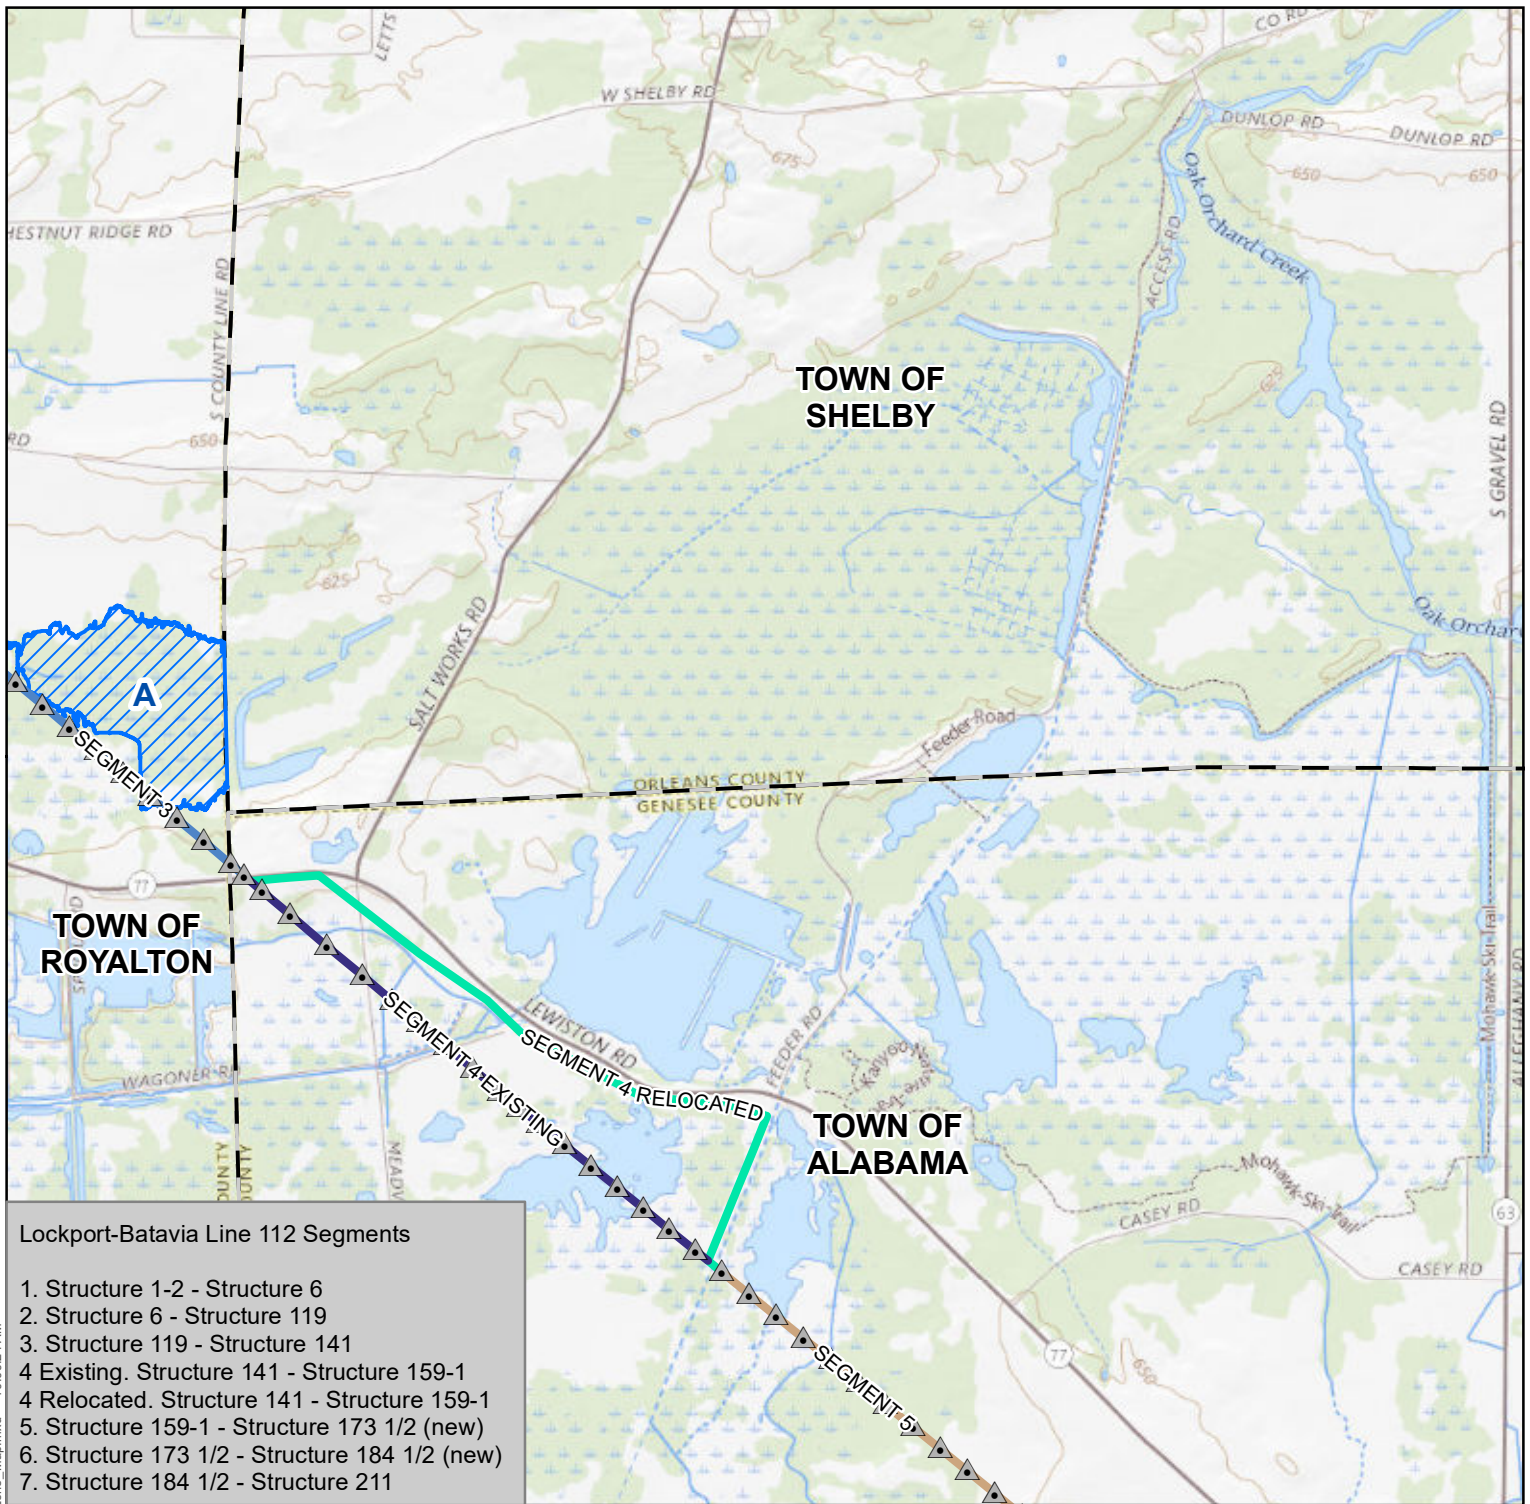 CO RD
LETTS
W SHELBY RD
DUNLOP RD
DUNLOP RD
675
650
650
Oak Orchard Creek
HESTNUT RIDGE RD
ACCESS RD
S COUNTY LINE RD
TOWN OF
SHELBY
625
S GRAVEL RD
RD
650
625
Oak Orchar
SALT WORKS RD
A
Feeder Road
SEGMENT 3
ORLEANS COUNTY
GENESEE COUNTY
77
TOWN OF
ROYALTON
Mohawk Ski Trail
ALLEGHANY RD
SEGMENT 4 EXISTING
LEWISTON RD
SEGMENT 4 RELOCATED
FEEDER RD
WAGONER R
TOWN OF
ALABAMA
OUNTY
OUNTY
MEADV
Mohawk Ski Trail
CASEY RD
63
CASEY RD
77
650
SEGMENT 5
Lockport-Batavia Line 112 Segments
1. Structure 1-2 - Structure 6
2. Structure 6 - Structure 119
3. Structure 119 - Structure 141
4 Existing. Structure 141 - Structure 159-1
4 Relocated. Structure 141 - Structure 159-1
5. Structure 159-1 - Structure 173 1/2 (new)
6. Structure 173 1/2 - Structure 184 1/2 (new)
7. Structure 184 1/2 - Structure 211